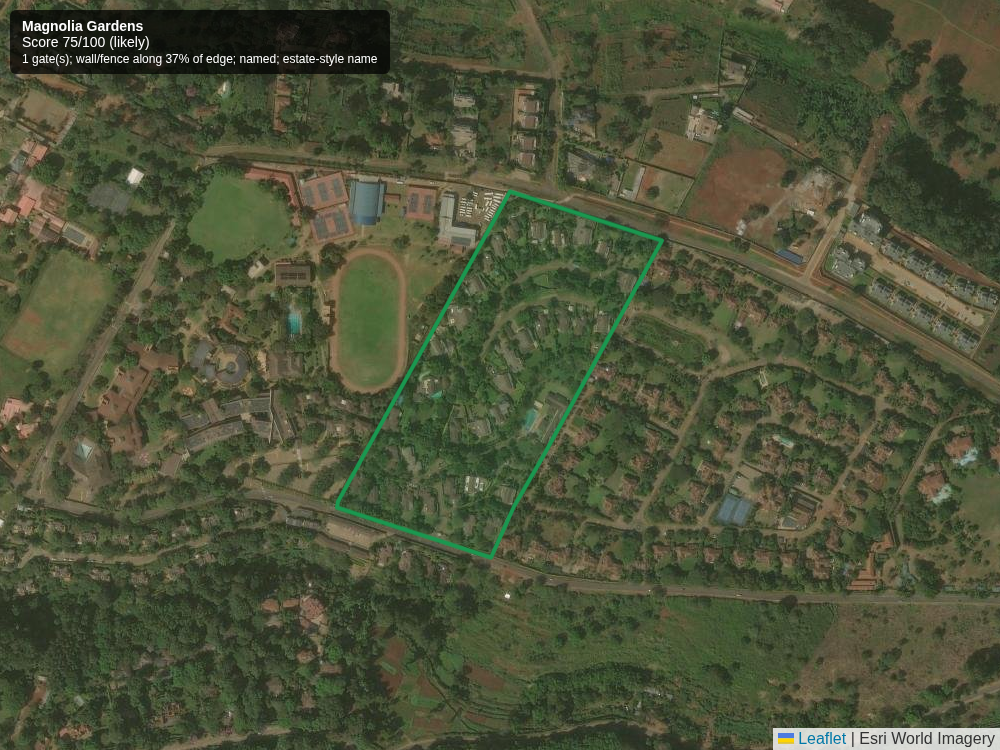 Magnolia Gardens
Score 75/100 (likely)
1 gate(s); wall/fence along 37% of edge; named; estate-style name
Leaflet | Esri World Imagery